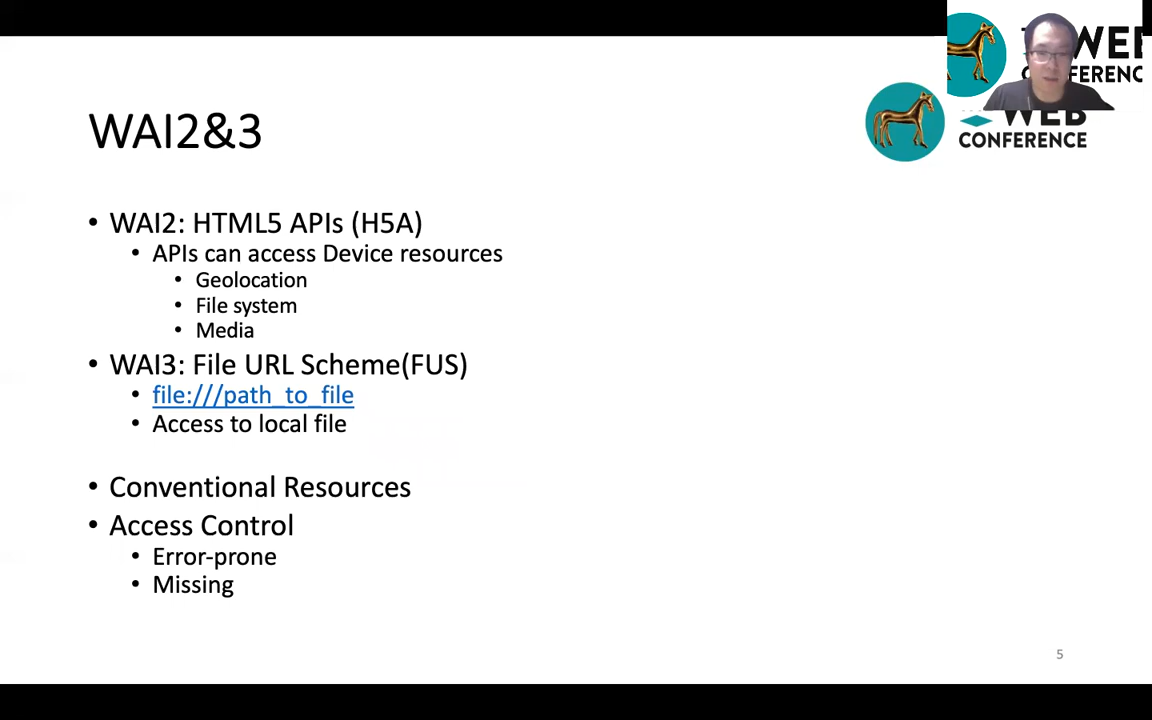 WEB
CONFERENCE
WAI2&3
• WAI2: HTML5 APIs (H5A)
• APIs can access Device resources
• Geolocation
• File system
• Media
• WAI3: File URL Scheme(FUS)
• file:///path_to_file
• Access to local file
• Conventional Resources
• Access Control
• Error-prone
• Missing
5